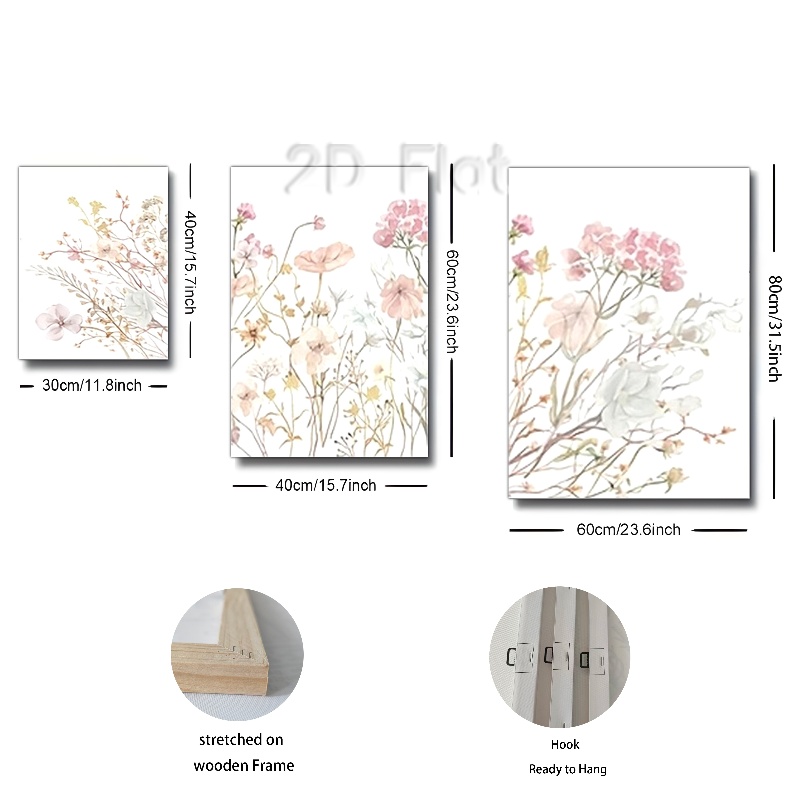 2D Flat
40cm/15.7inch
30cm/11.8inch
60cm/23.6inch
40cm/15.7inch
80cm/31.5inch
60cm/23.6inch
stretched on
wooden Frame
Hook
Ready to Hang